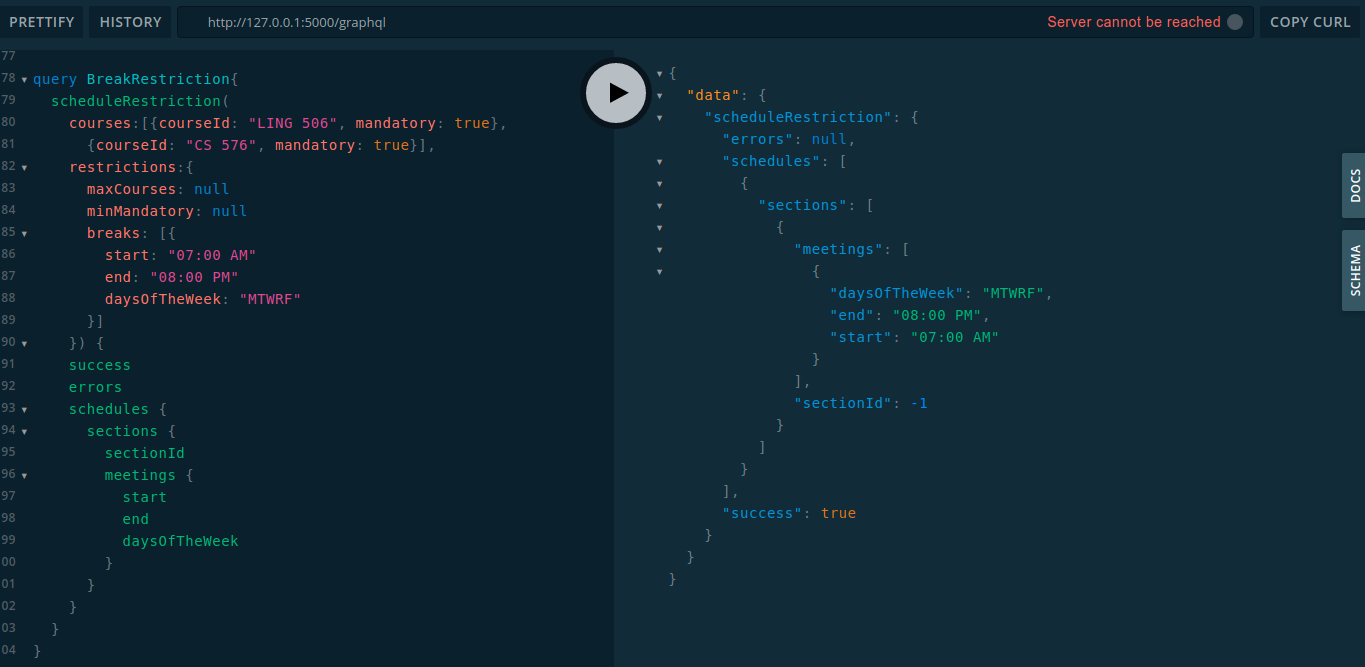 PRETTIFY HISTORY http://127.0.0.1:5000/graphql Server cannot be reached COPY CURL
77
78 query BreakRestriction{
79 scheduleRestriction(
80 courses:[{courseId: "LING 506", mandatory: true},
81 {courseId: "CS 576", mandatory: true}],
82 restrictions:{
83 maxCourses: null
84 minMandatory: null
85 breaks: [{
86 start: "07:00 AM"
87 end: "08:00 PM"
88 daysOfTheWeek: "MTWRF"
89 }]
90 }) {
91 success
92 errors
93 schedules {
94 sections {
95 sectionId
96 meetings {
97 start
98 end
99 daysOfTheWeek
00 }
01 }
02 }
03 }
04 }
{
"data": {
"scheduleRestriction": {
"errors": null,
"schedules": [
{
"sections": [
{
"meetings": [
{
"daysOfTheWeek": "MTWRF",
"end": "08:00 PM",
"start": "07:00 AM"
}
],
"sectionId": -1
}
]
}
],
"success": true
}
}
}
DOCS
SCHEMA